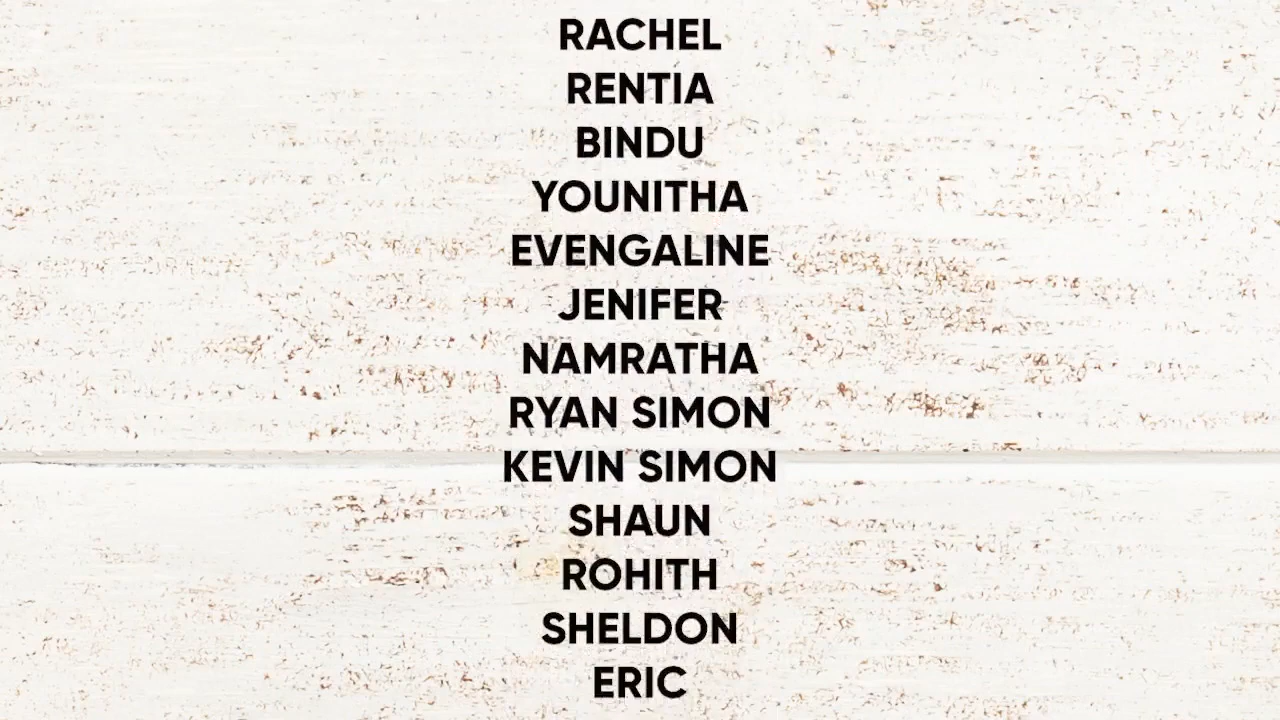 RACHEL
RENTIA
BINDU
YOUNITHA
EVENGALINE
JENIFER
NAMRATHA
RYAN SIMON
KEVIN SIMON
SHAUN
ROHITH
SHELDON
ERIC